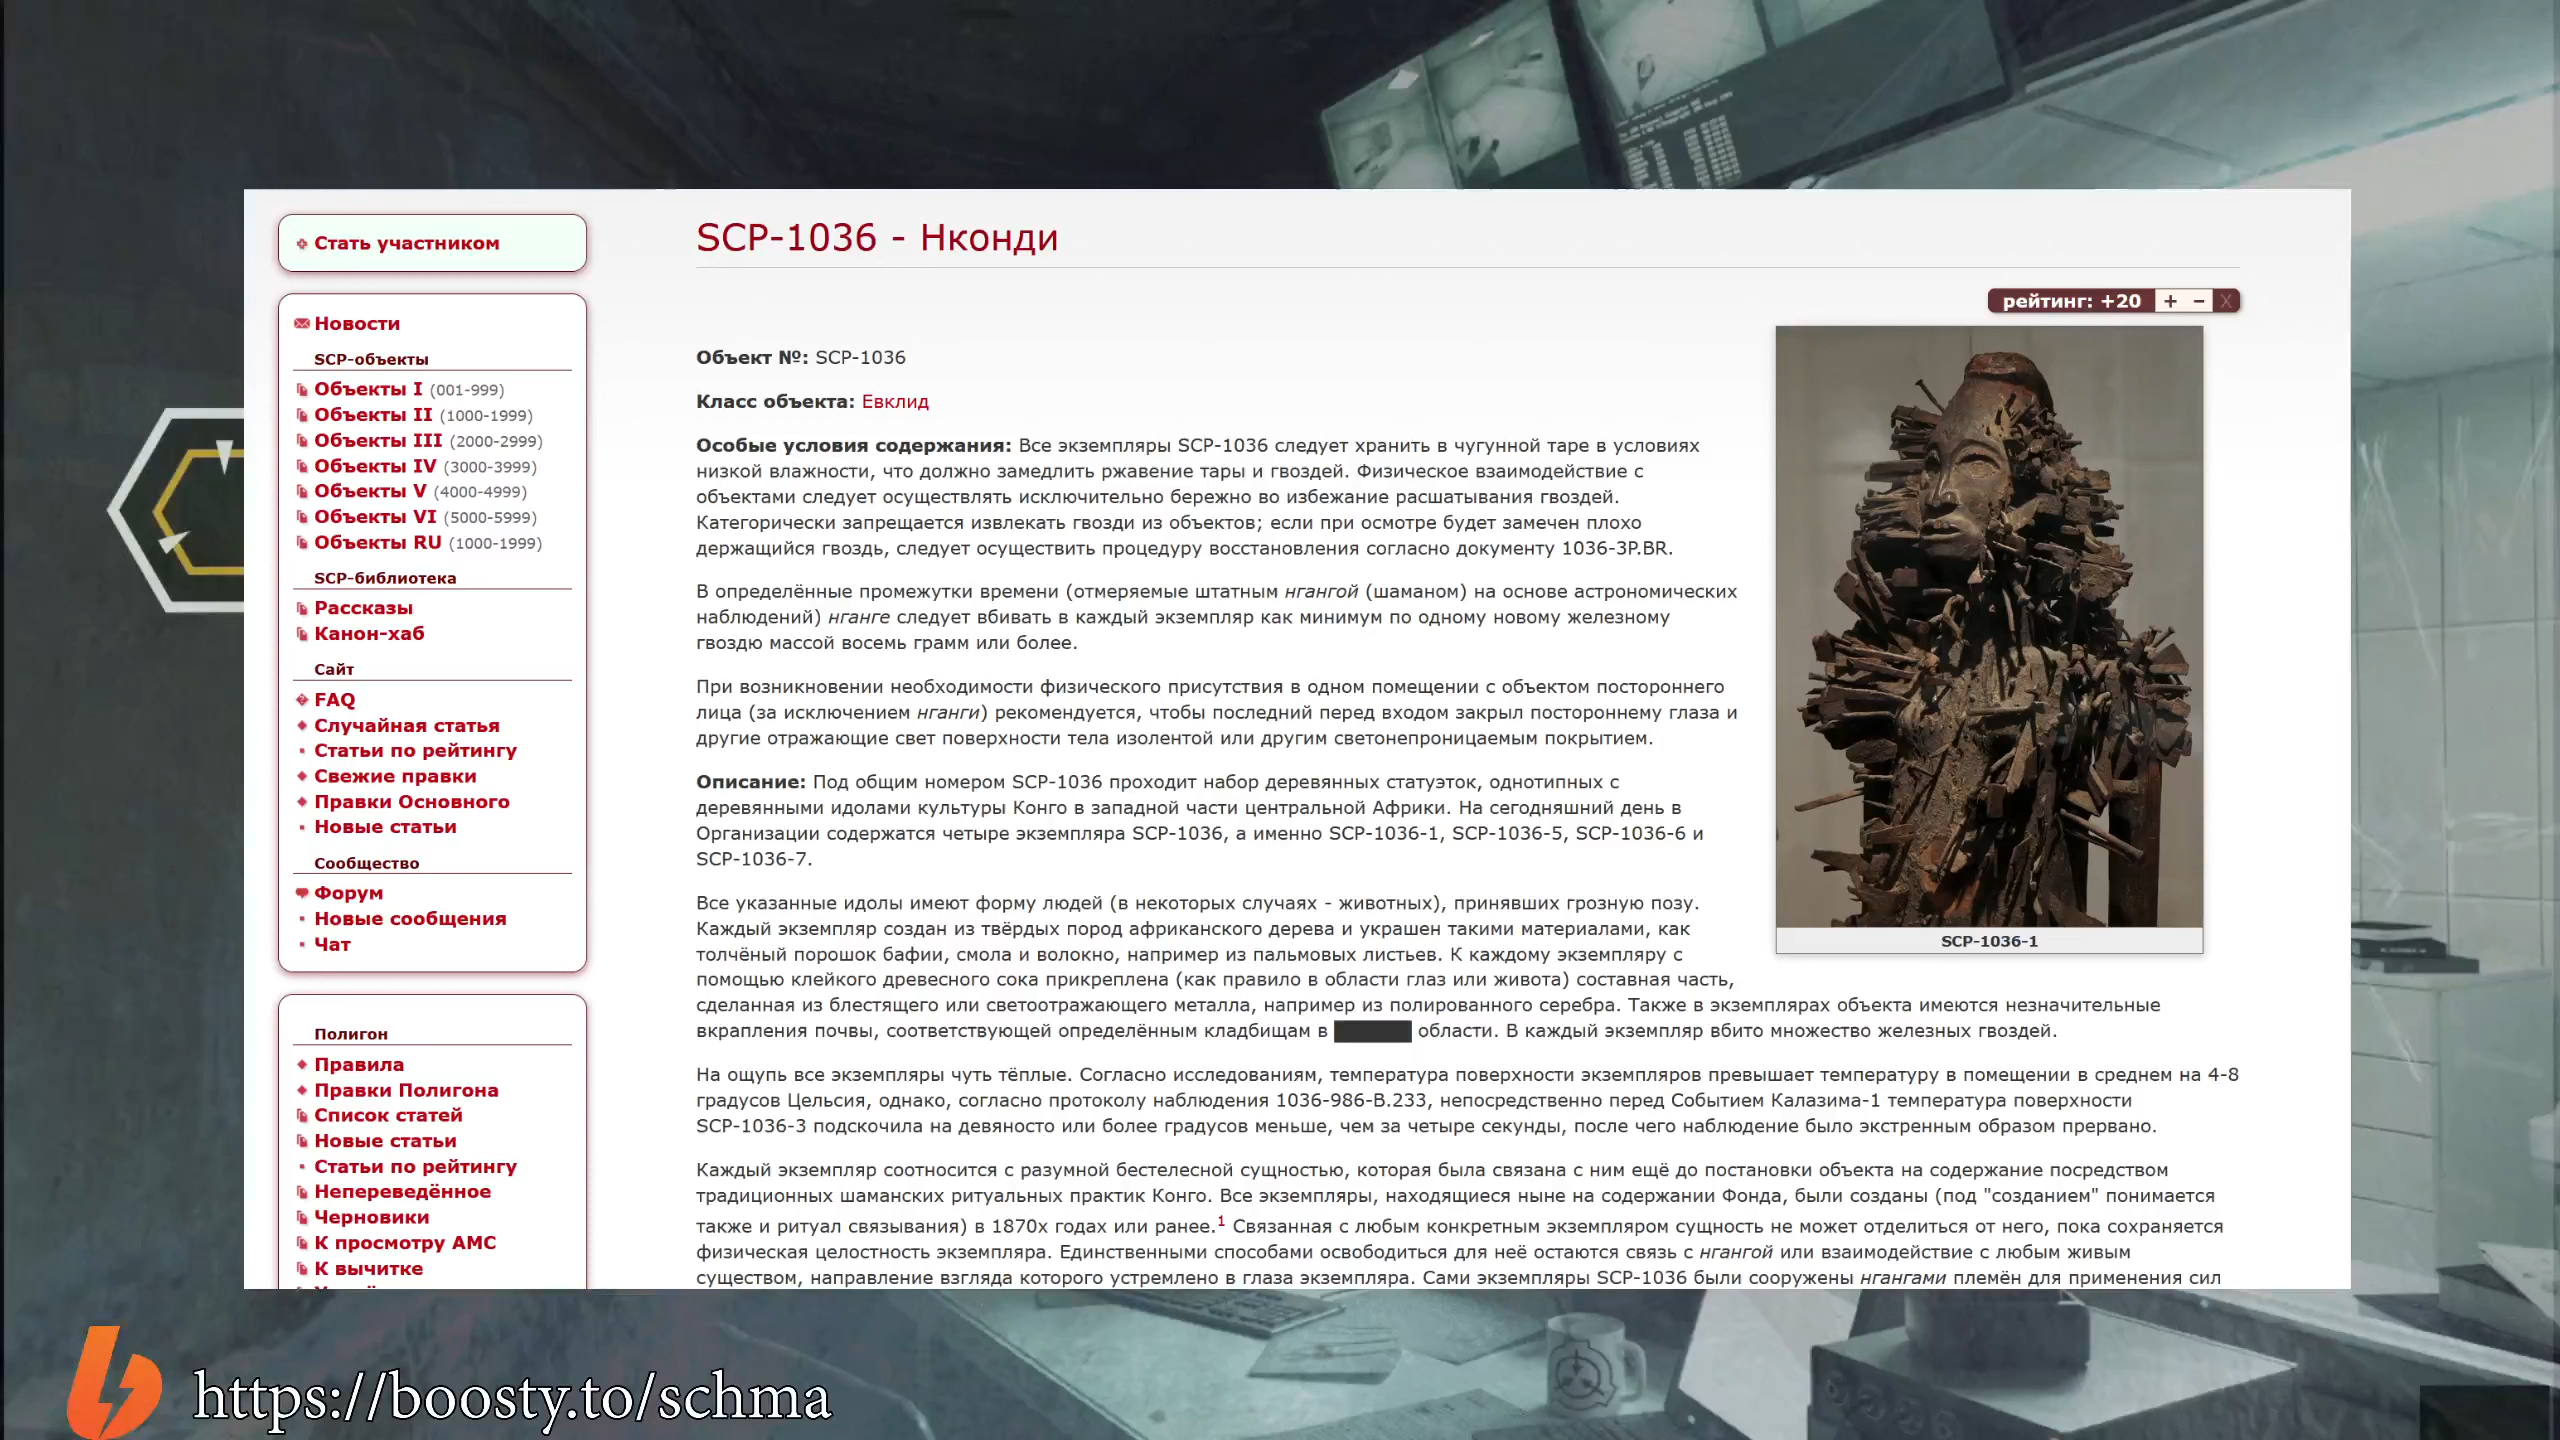 Стать участником
Новости
SCP-объекты
Объекты I (001-999)
Объекты II (1000-1999)
Объекты III (2000-2999)
Объекты IV (3000-3999)
Объекты V (4000-4999)
Объекты VI (5000-5999)
Объекты RU (1000-1999)
SCP-библиотека
Рассказы
Канон-хаб
Сайт
FAQ
Случайная статья
Статьи по рейтингу
Свежие правки
Правки Основного
Новые статьи
Сообщество
Форум
Новые сообщения
Чат
Полигон
Правила
Правки Полигона
Список статей
Новые статьи
Статьи по рейтингу
Непереведённое
Черновики
К просмотру АМС
К вычитке
SCP-1036 - Нконди
рейтинг: +20 + – X
Объект №: SCP-1036
Класс объекта: Евклид
Особые условия содержания: Все экземпляры SCP-1036 следует хранить в чугунной таре в условиях
низкой влажности, что должно замедлить ржавение тары и гвоздей. Физическое взаимодействие с
объектами следует осуществлять исключительно бережно во избежание расшатывания гвоздей.
Категорически запрещается извлекать гвозди из объектов; если при осмотре будет замечен плохо
держащийся гвоздь, следует осуществить процедуру восстановления согласно документу 1036-3P.BR.
В определённые промежутки времени (отмеряемые штатным нгангой (шаманом) на основе астрономических
наблюдений) нганге следует вбивать в каждый экземпляр как минимум по одному новому железному
гвоздю массой восемь грамм или более.
При возникновении необходимости физического присутствия в одном помещении с объектом постороннего
лица (за исключением нганги) рекомендуется, чтобы последний перед входом закрыл постороннему глаза и
другие отражающие свет поверхности тела изолентой или другим светонепроницаемым покрытием.
Описание: Под общим номером SCP-1036 проходит набор деревянных статуэток, однотипных с
деревянными идолами культуры Конго в западной части центральной Африки. На сегодняшний день в
Организации содержатся четыре экземпляра SCP-1036, а именно SCP-1036-1, SCP-1036-5, SCP-1036-6 и
SCP-1036-7.
SCP-1036-1
Все указанные идолы имеют форму людей (в некоторых случаях - животных), принявших грозную позу.
Каждый экземпляр создан из твёрдых пород африканского дерева и украшен такими материалами, как
толчёный порошок бафии, смола и волокно, например из пальмовых листьев. К каждому экземпляру с
помощью клейкого древесного сока прикреплена (как правило в области глаз или живота) составная часть,
сделанная из блестящего или светоотражающего металла, например из полированного серебра. Также в экземплярах объекта имеются незначительные
вкрапления почвы, соответствующей определённым кладбищам в области. В каждый экземпляр вбито множество железных гвоздей.
На ощупь все экземпляры чуть тёплые. Согласно исследованиям, температура поверхности экземпляров превышает температуру в помещении в среднем на 4-8
градусов Цельсия, однако, согласно протоколу наблюдения 1036-986-B.233, непосредственно перед Событием Калазима-1 температура поверхности
SCP-1036-3 подскочила на девяносто или более градусов меньше, чем за четыре секунды, после чего наблюдение было экстренным образом прервано.
Каждый экземпляр соотносится с разумной бестелесной сущностью, которая была связана с ним ещё до постановки объекта на содержание посредством
традиционных шаманских ритуальных практик Конго. Все экземпляры, находящиеся ныне на содержании Фонда, были созданы (под "созданием" понимается
также и ритуал связывания) в 1870х годах или ранее.1 Связанная с любым конкретным экземпляром сущность не может отделиться от него, пока сохраняется
физическая целостность экземпляра. Единственными способами освободиться для неё остаются связь с нгангой или взаимодействие с любым живым
существом, направление взгляда которого устремлено в глаза экземпляра. Сами экземпляры SCP-1036 были сооружены нгангами племён для применения сил
https://boosty.to/schma